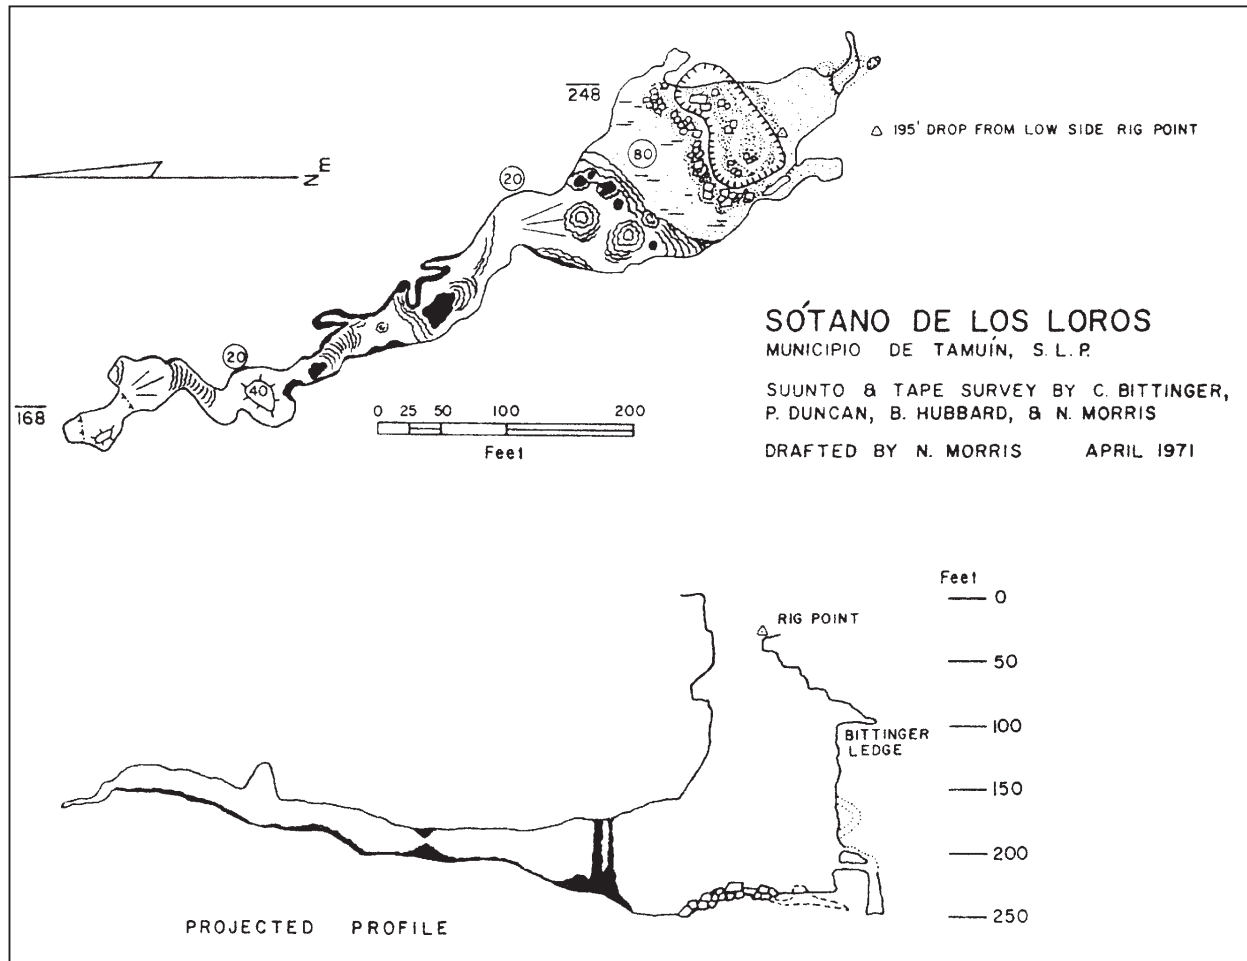 248
△ 195' DROP FROM LOW SIDE RIG POINT
80
20
N
E
20
40
168
SÓTANO DE LOS LOROS
MUNICIPIO DE TAMUÍN, S. L. P.
SUUNTO & TAPE SURVEY BY C. BITTINGER,
P. DUNCAN, B. HUBBARD, & N. MORRIS
DRAFTED BY N. MORRIS APRIL 1971
0 25 50 100 200
Feet
Feet
0
RIG POINT
50
100
BITTINGER
LEDGE
150
200
250
PROJECTED PROFILE